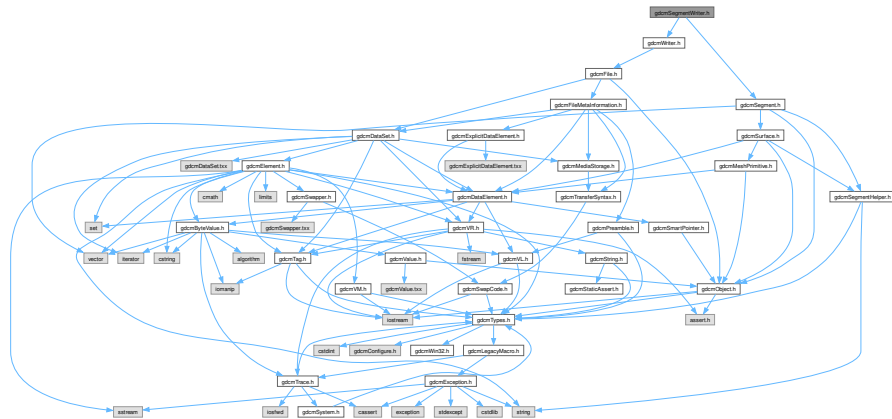 gdcmSegmentWriter.h
gdcmWriter.h
gdcmFile.h
gdcmFileMetaInformation.h
gdcmSegment.h
gdcmDataSet.h
gdcmExplicitDataElement.h
gdcmSurface.h
gdcmDataSet.txx
gdcmElement.h
gdcmExplicitDataElement.txx
gdcmMediaStorage.h
gdcmMeshPrimitive.h
cmath
limits
gdcmSwapper.h
gdcmDataElement.h
gdcmTransferSyntax.h
gdcmSegmentHelper.h
set
gdcmByteValue.h
gdcmSwapper.txx
gdcmVR.h
gdcmPreamble.h
gdcmSmartPointer.h
vector
iterator
cstring
algorithm
gdcmTag.h
gdcmValue.h
fstream
gdcmVL.h
gdcmString.h
iomanip
gdcmVM.h
gdcmValue.txx
gdcmSwapCode.h
gdcmStaticAssert.h
gdcmObject.h
iostream
gdcmTypes.h
assert.h
cstdint
gdcmConfigure.h
gdcmWin32.h
gdcmLegacyMacro.h
gdcmTrace.h
gdcmException.h
sstream
iosfwd
gdcmSystem.h
cassert
exception
stdexcept
cstdlib
string